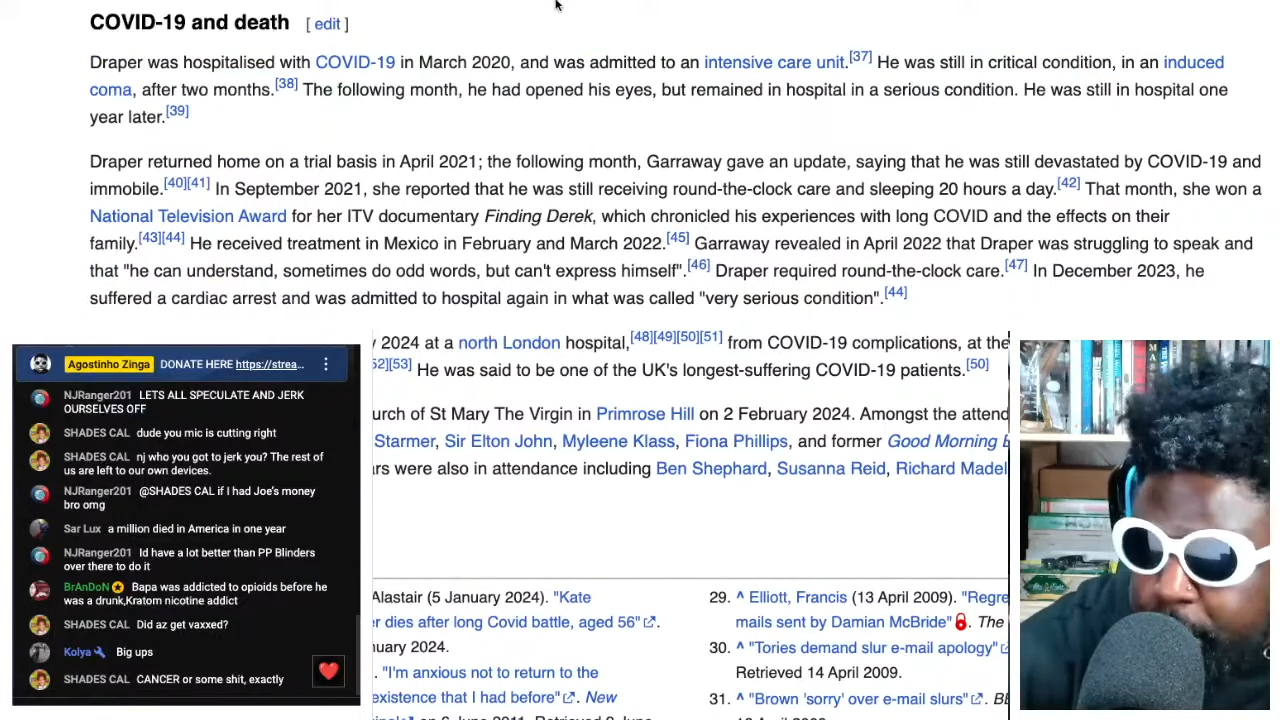 COVID-19 and death [ edit ]
Draper was hospitalised with COVID-19 in March 2020, and was admitted to an intensive care unit.[37] He was still in critical condition, in an induced
coma, after two months.[38] The following month, he had opened his eyes, but remained in hospital in a serious condition. He was still in hospital one
year later.[39]
Draper returned home on a trial basis in April 2021; the following month, Garraway gave an update, saying that he was still devastated by COVID-19 and
immobile.[40][41] In September 2021, she reported that he was still receiving round-the-clock care and sleeping 20 hours a day.[42] That month, she won a
National Television Award for her ITV documentary Finding Derek, which chronicled his experiences with long COVID and the effects on their
family.[43][44] He received treatment in Mexico in February and March 2022.[45] Garraway revealed in April 2022 that Draper was struggling to speak and
that "he can understand, sometimes do odd words, but can't express himself".[46] Draper required round-the-clock care.[47] In December 2023, he
suffered a cardiac arrest and was admitted to hospital again in what was called "very serious condition".[44]
2024 at a north London hospital,[48][49][50][51] from COVID-19 complications, at the
52][53] He was said to be one of the UK's longest-suffering COVID-19 patients.[50]
urch of St Mary The Virgin in Primrose Hill on 2 February 2024. Amongst the attend
Starmer, Sir Elton John, Myleene Klass, Fiona Phillips, and former Good Morning
rs were also in attendance including Ben Shephard, Susanna Reid, Richard Madel
Agostinho Zinga DONATE HERE https://strea...
NJRanger201 LETS ALL SPECULATE AND JERK
OURSELVES OFF
SHADES CAL dude you mic is cutting right
SHADES CAL nj who you got to jerk you? The rest of
us are left to our own devices.
NJRanger201 @SHADES CAL if I had Joe's money
bro omg
Sar Lux a million died in America in one year
NJRanger201 Id have a lot better than PP Blinders
over there to do it
BrAnDoN Bapa was addicted to opioids before he
was a drunk,Kratom nicotine addict
SHADES CAL Did az get vaxxed?
Kolya Big ups
SHADES CAL CANCER or some shit, exactly
Alastair (5 January 2024). "Kate
r dies after long Covid battle, aged 56".
nuary 2024.
. "I'm anxious not to return to the
existence that I had before". New
on 6 June 2011. Retrieved 9 June
29. ^ Elliott, Francis (13 April 2009). "Regre
mails sent by Damian McBride". The
30. ^ "Tories demand slur e-mail apology"
Retrieved 14 April 2009.
31. ^ "Brown 'sorry' over e-mail slurs".